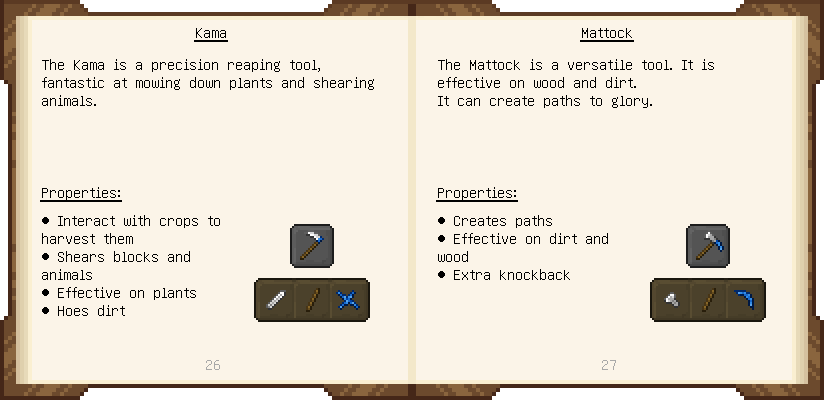 Kama
The Kama is a precision reaping tool,
fantastic at mowing down plants and shearing
animals.
Properties:
● Interact with crops to
harvest them
● Shears blocks and
animals
● Effective on plants
● Hoes dirt
26
Mattock
The Mattock is a versatile tool. It is
effective on wood and dirt.
It can create paths to glory.
Properties:
● Creates paths
● Effective on dirt and
wood
● Extra knockback
27